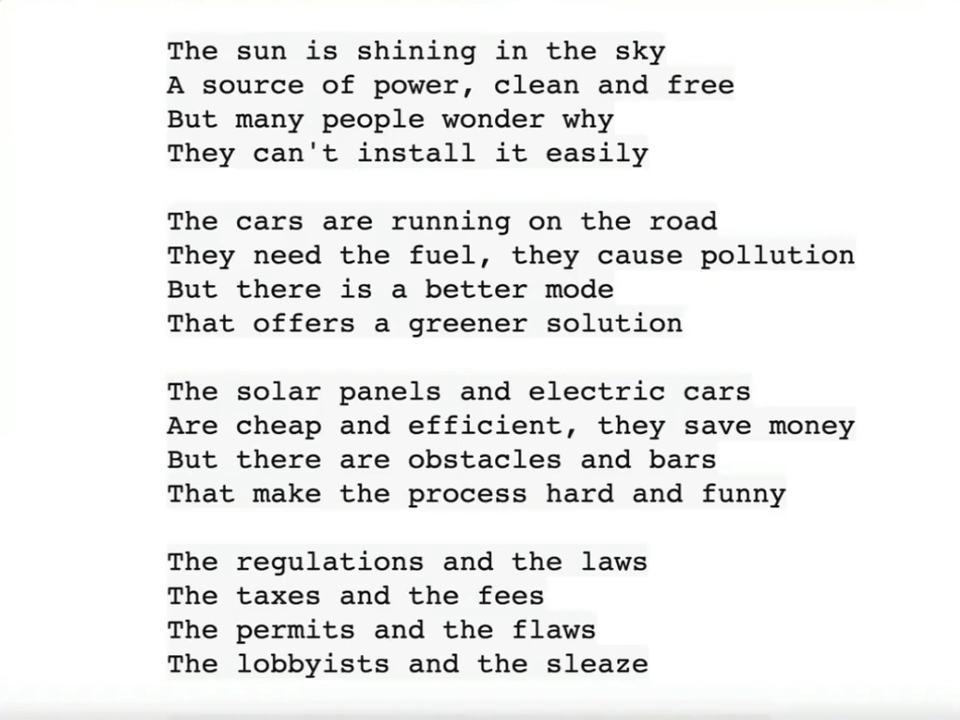 The sun is shining in the sky
A source of power, clean and free
But many people wonder why
They can't install it easily

The cars are running on the road
They need the fuel, they cause pollution
But there is a better mode
That offers a greener solution

The solar panels and electric cars
Are cheap and efficient, they save money
But there are obstacles and bars
That make the process hard and funny

The regulations and the laws
The taxes and the fees
The permits and the flaws
The lobbyists and the sleaze